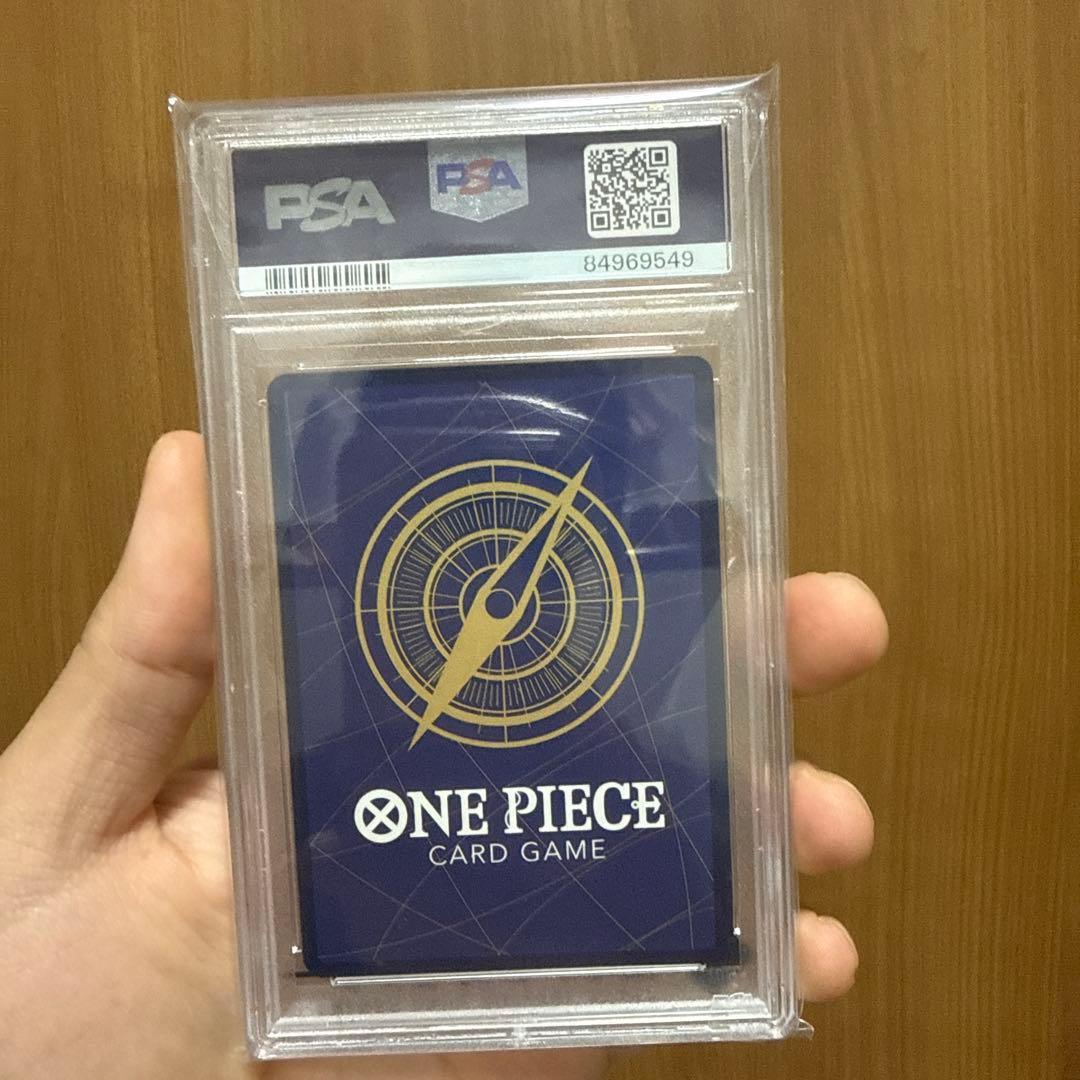 PSA
PSA
84969549
ONE PIECE
CARD GAME